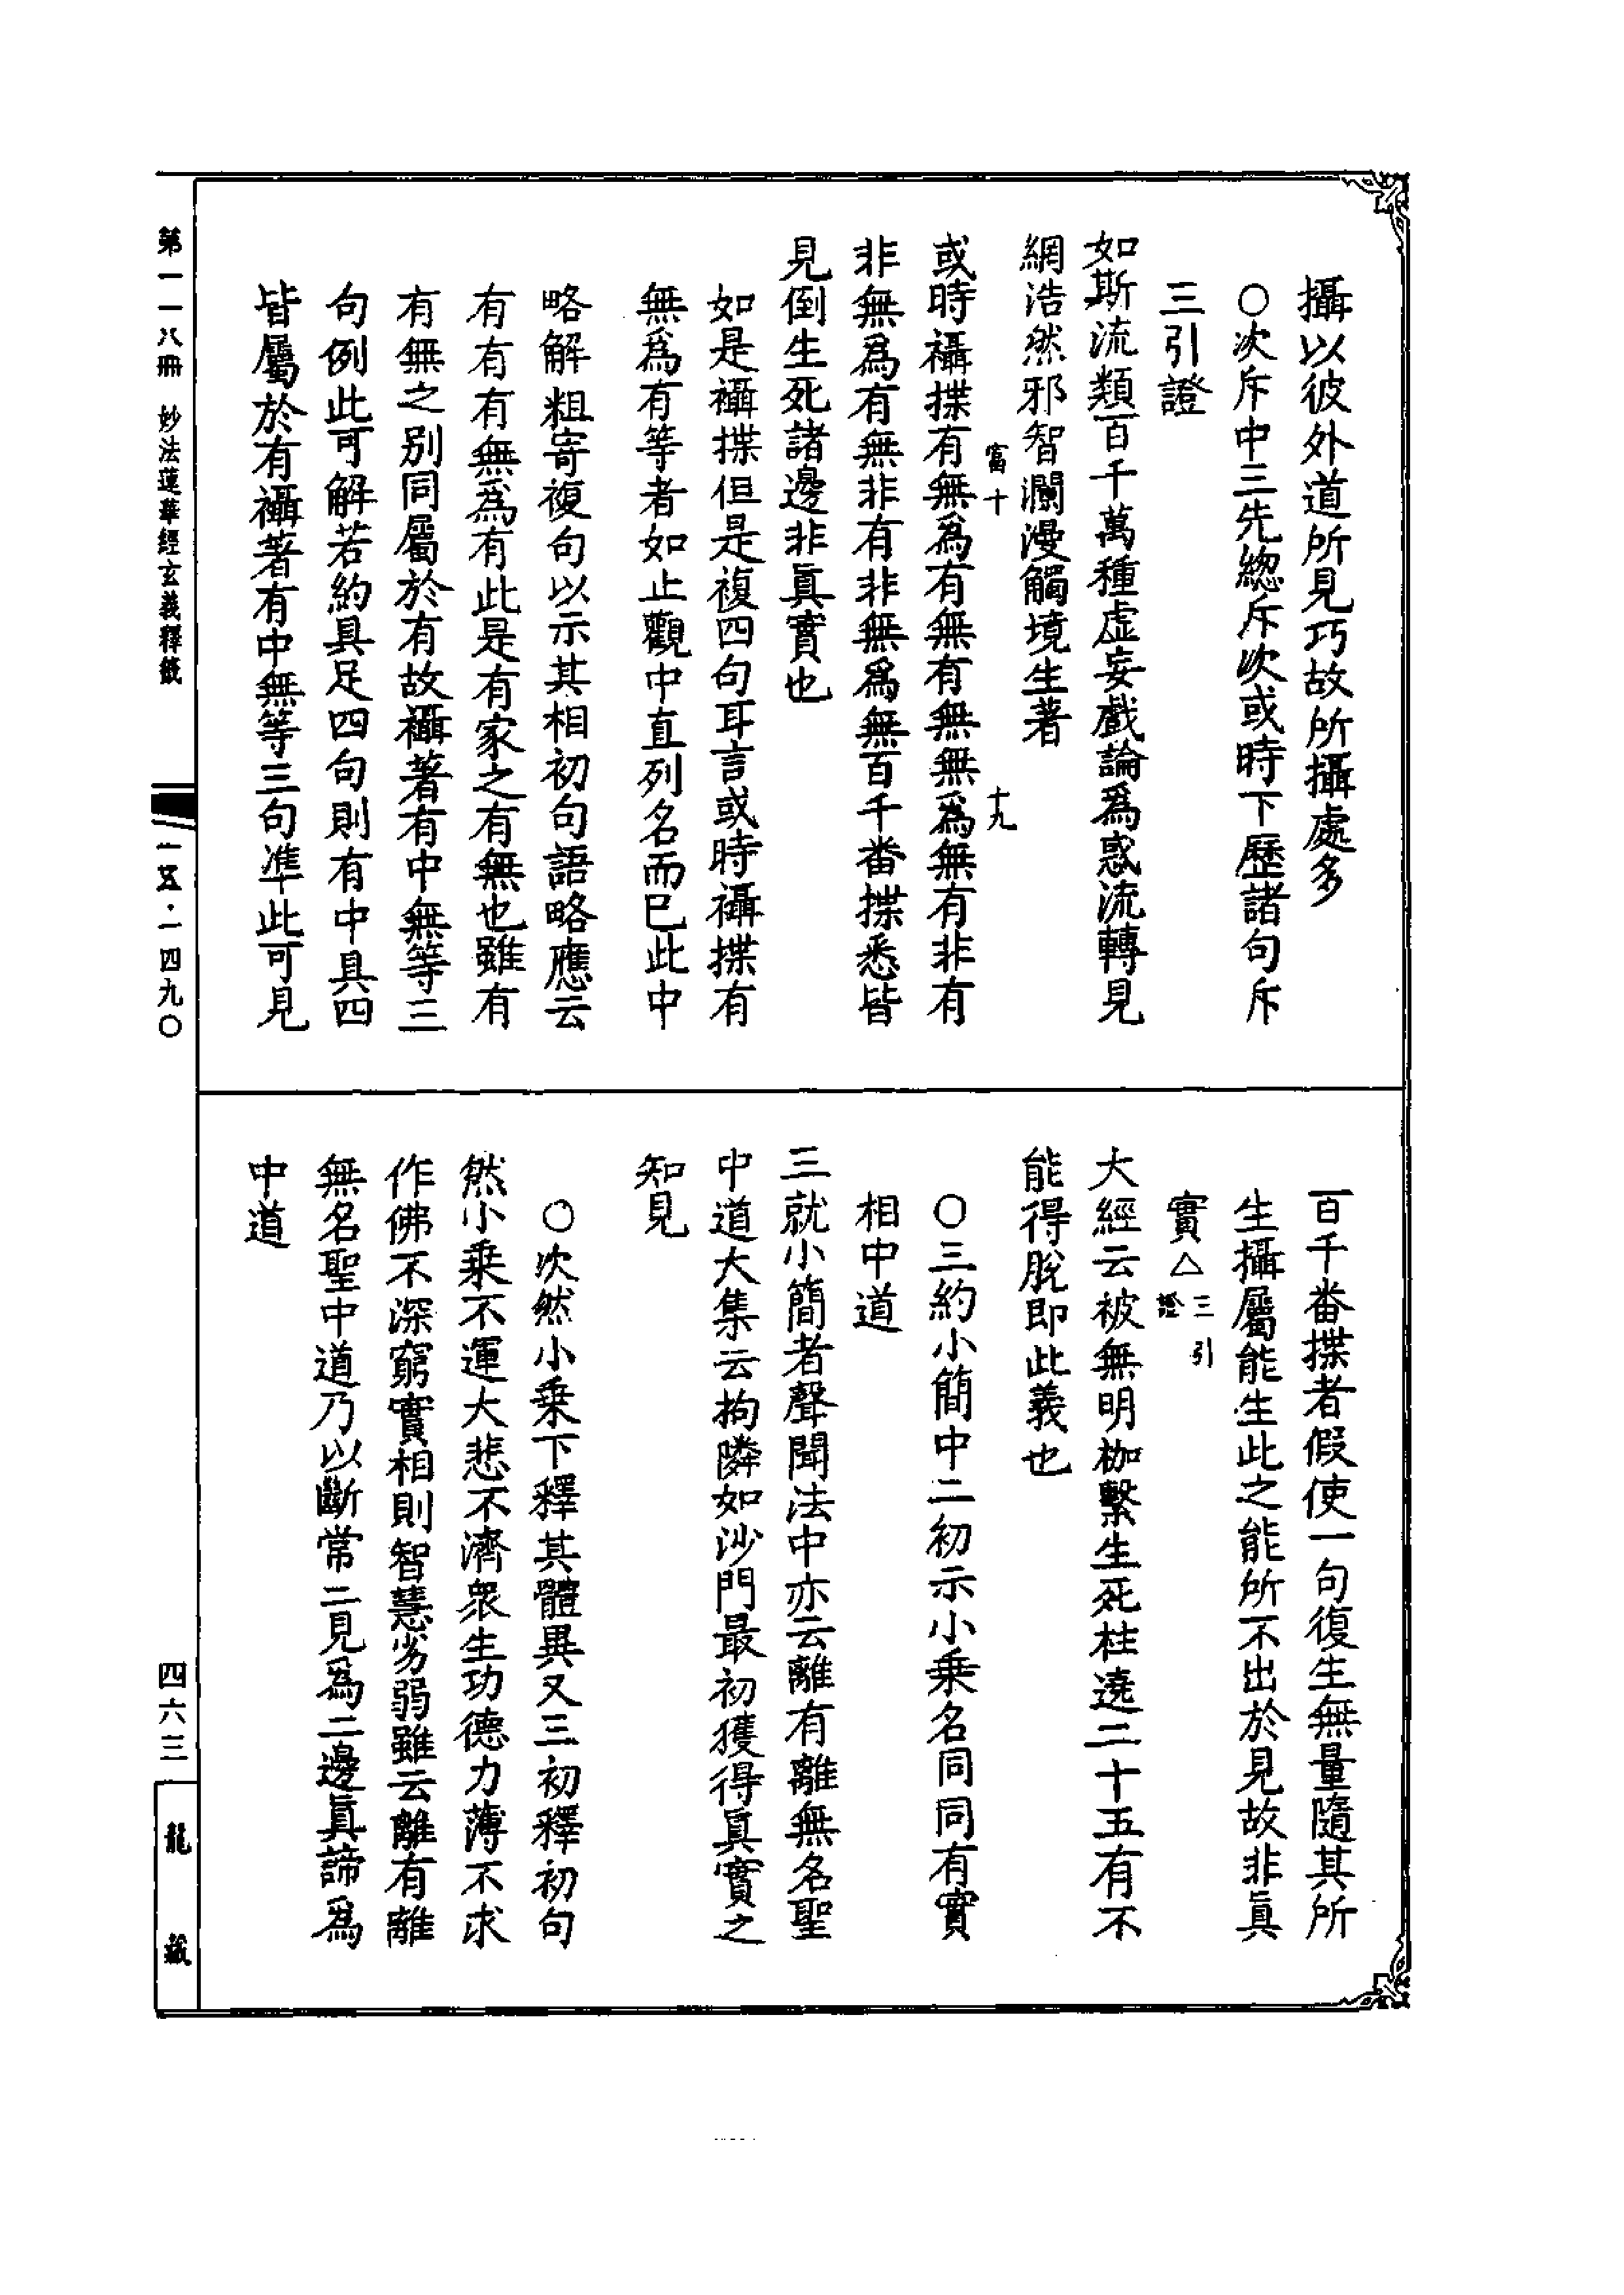 攝以彼外道所見巧故所攝處多
○次斥中三先緫斥次或時下歷諸句斥
三引證
如斯流類百千萬種虛妄戲論爲惑流轉見
網浩然邪智瀾漫觸境生著
富十
十九
或時襵揲有無爲有無有無無爲無有非有
非無爲有無非有非無爲無百千番揲悉皆
見倒生死諸邊非眞實也
如是襵揲但是複四句耳言或時襵揲有
無爲有等者如止觀中直列名而巳此中
略解粗寄複句以示其相初句語略應云
有有有無爲有此是有家之有無也雖有
有無之别同屬於有故襵著有中無等三
句例此可解若約具足四句則有中具四
皆屬於有襵著有中無等三句准此可見
百千番揲者假使一句復生無量隨其所
生攝屬能生此之能所不出於見故非眞
實△三引證
大經云被無明枷繫生死柱遶二十五有不
能得脫即此義也
○三約小簡中二初示小乗名同同有實
相中道
三就小簡者聲聞法中亦云離有離無名聖
中道大集云拘隣如沙門最初獲得眞實之
知見
○次然小乗下釋其體異又三初釋初句
然小乗不運大悲不濟衆生功德力薄不求
作佛不深窮實相則智慧劣弱雖云離有離
無名聖中道乃以斷常二見爲二邊眞諦爲
中道
第一一八冊 妙法蓮華經玄義釋籤
一五·一四九〇
四六三
龍藏